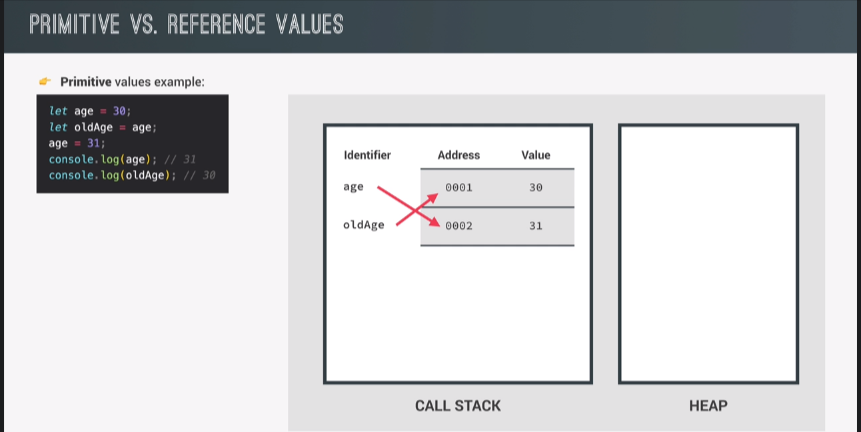 PRIMITIVE VS. REFERENCE VALUES
👉 Primitive values example:
let age = 30;
let oldAge = age;
age = 31;
console.log(age); // 31
console.log(oldAge); // 30
Identifier Address Value
age 0001 30
oldAge 0002 31
CALL STACK
HEAP